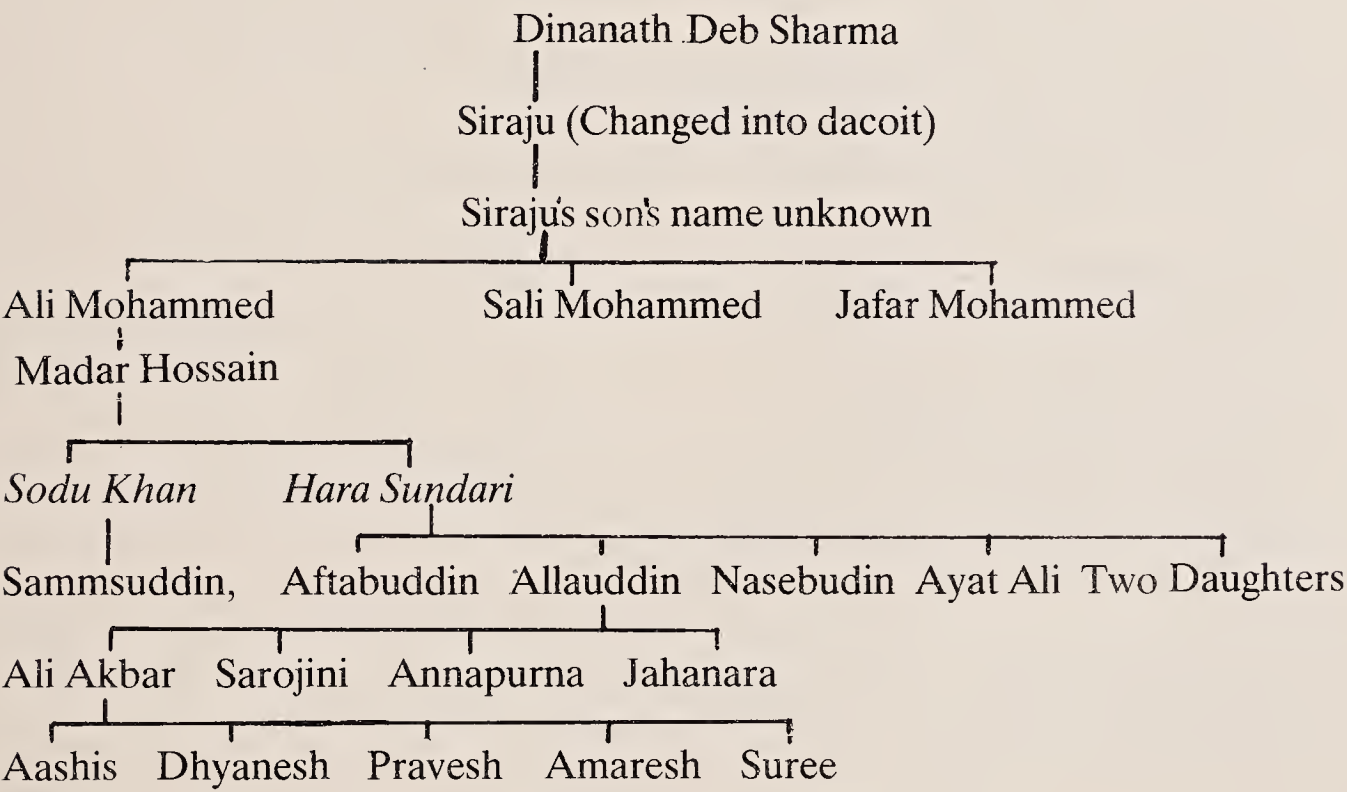 Dinanath Deb Sharma
Siraju (Changed into dacoit)
Siraju's son's name unknown
Ali Mohammed Sali Mohammed Jafar Mohammed
Madar Hossain
Sodu Khan Hara Sundari
Sammsuddin, Aftabuddin Allauddin Nasebudin Ayat Ali Two Daughters
Ali Akbar Sarojini Annapurna Jahanara
Aashis Dhyanesh Pravesh Amaresh Suree